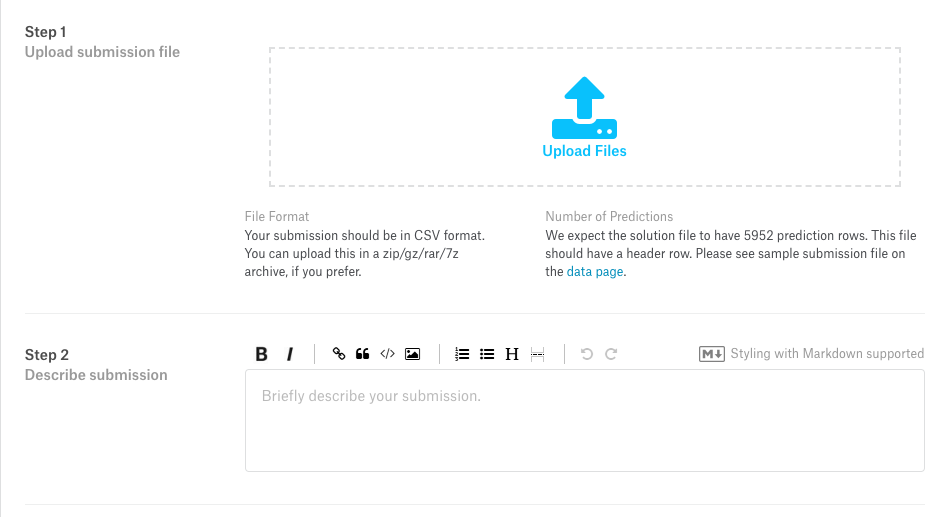 Step 1
Upload submission file
Upload Files
File Format
Your submission should be in CSV format.
You can upload this in a zip/gz/rar/7z
archive, if you prefer.
Number of Predictions
We expect the solution file to have 5952 prediction rows. This file
should have a header row. Please see sample submission file on
the data page.
Step 2
Describe submission
B I </> H M Styling with Markdown supported
Briefly describe your submission.